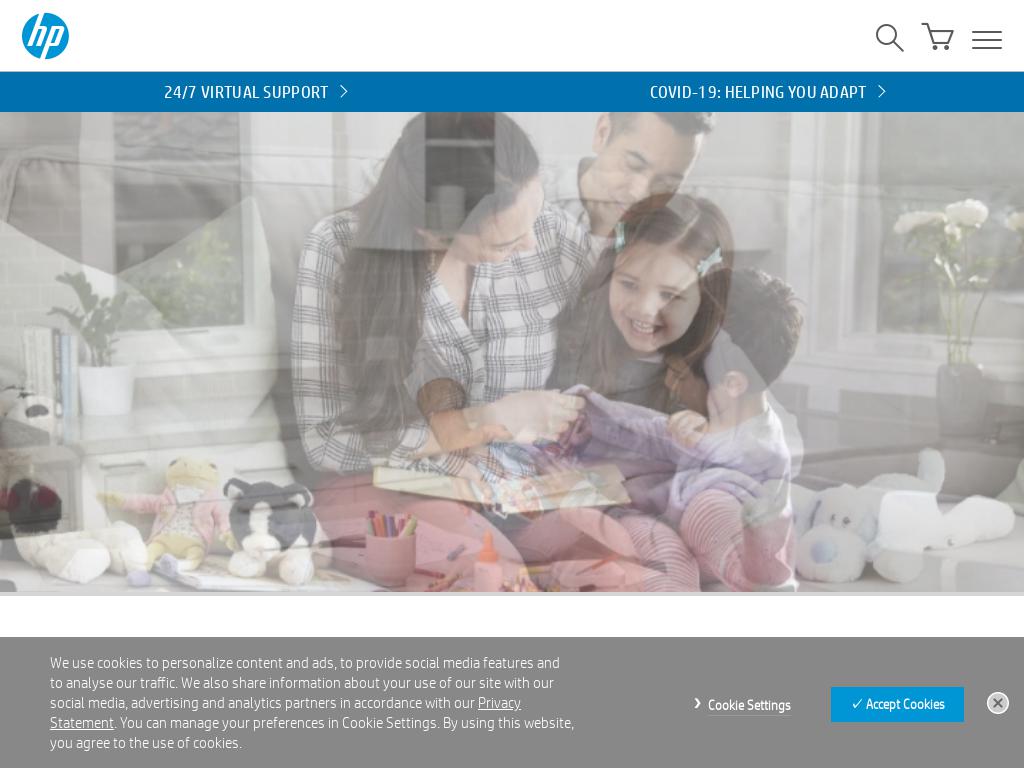 hp
24/7 VIRTUAL SUPPORT
COVID-19: HELPING YOU ADAPT
We use cookies to personalize content and ads, to provide social media features and
to analyse our traffic. We also share information about your use of our site with our
social media, advertising and analytics partners in accordance with our Privacy
Statement. You can manage your preferences in Cookie Settings. By using this website,
you agree to the use of cookies.
Cookie Settings
✓ Accept Cookies